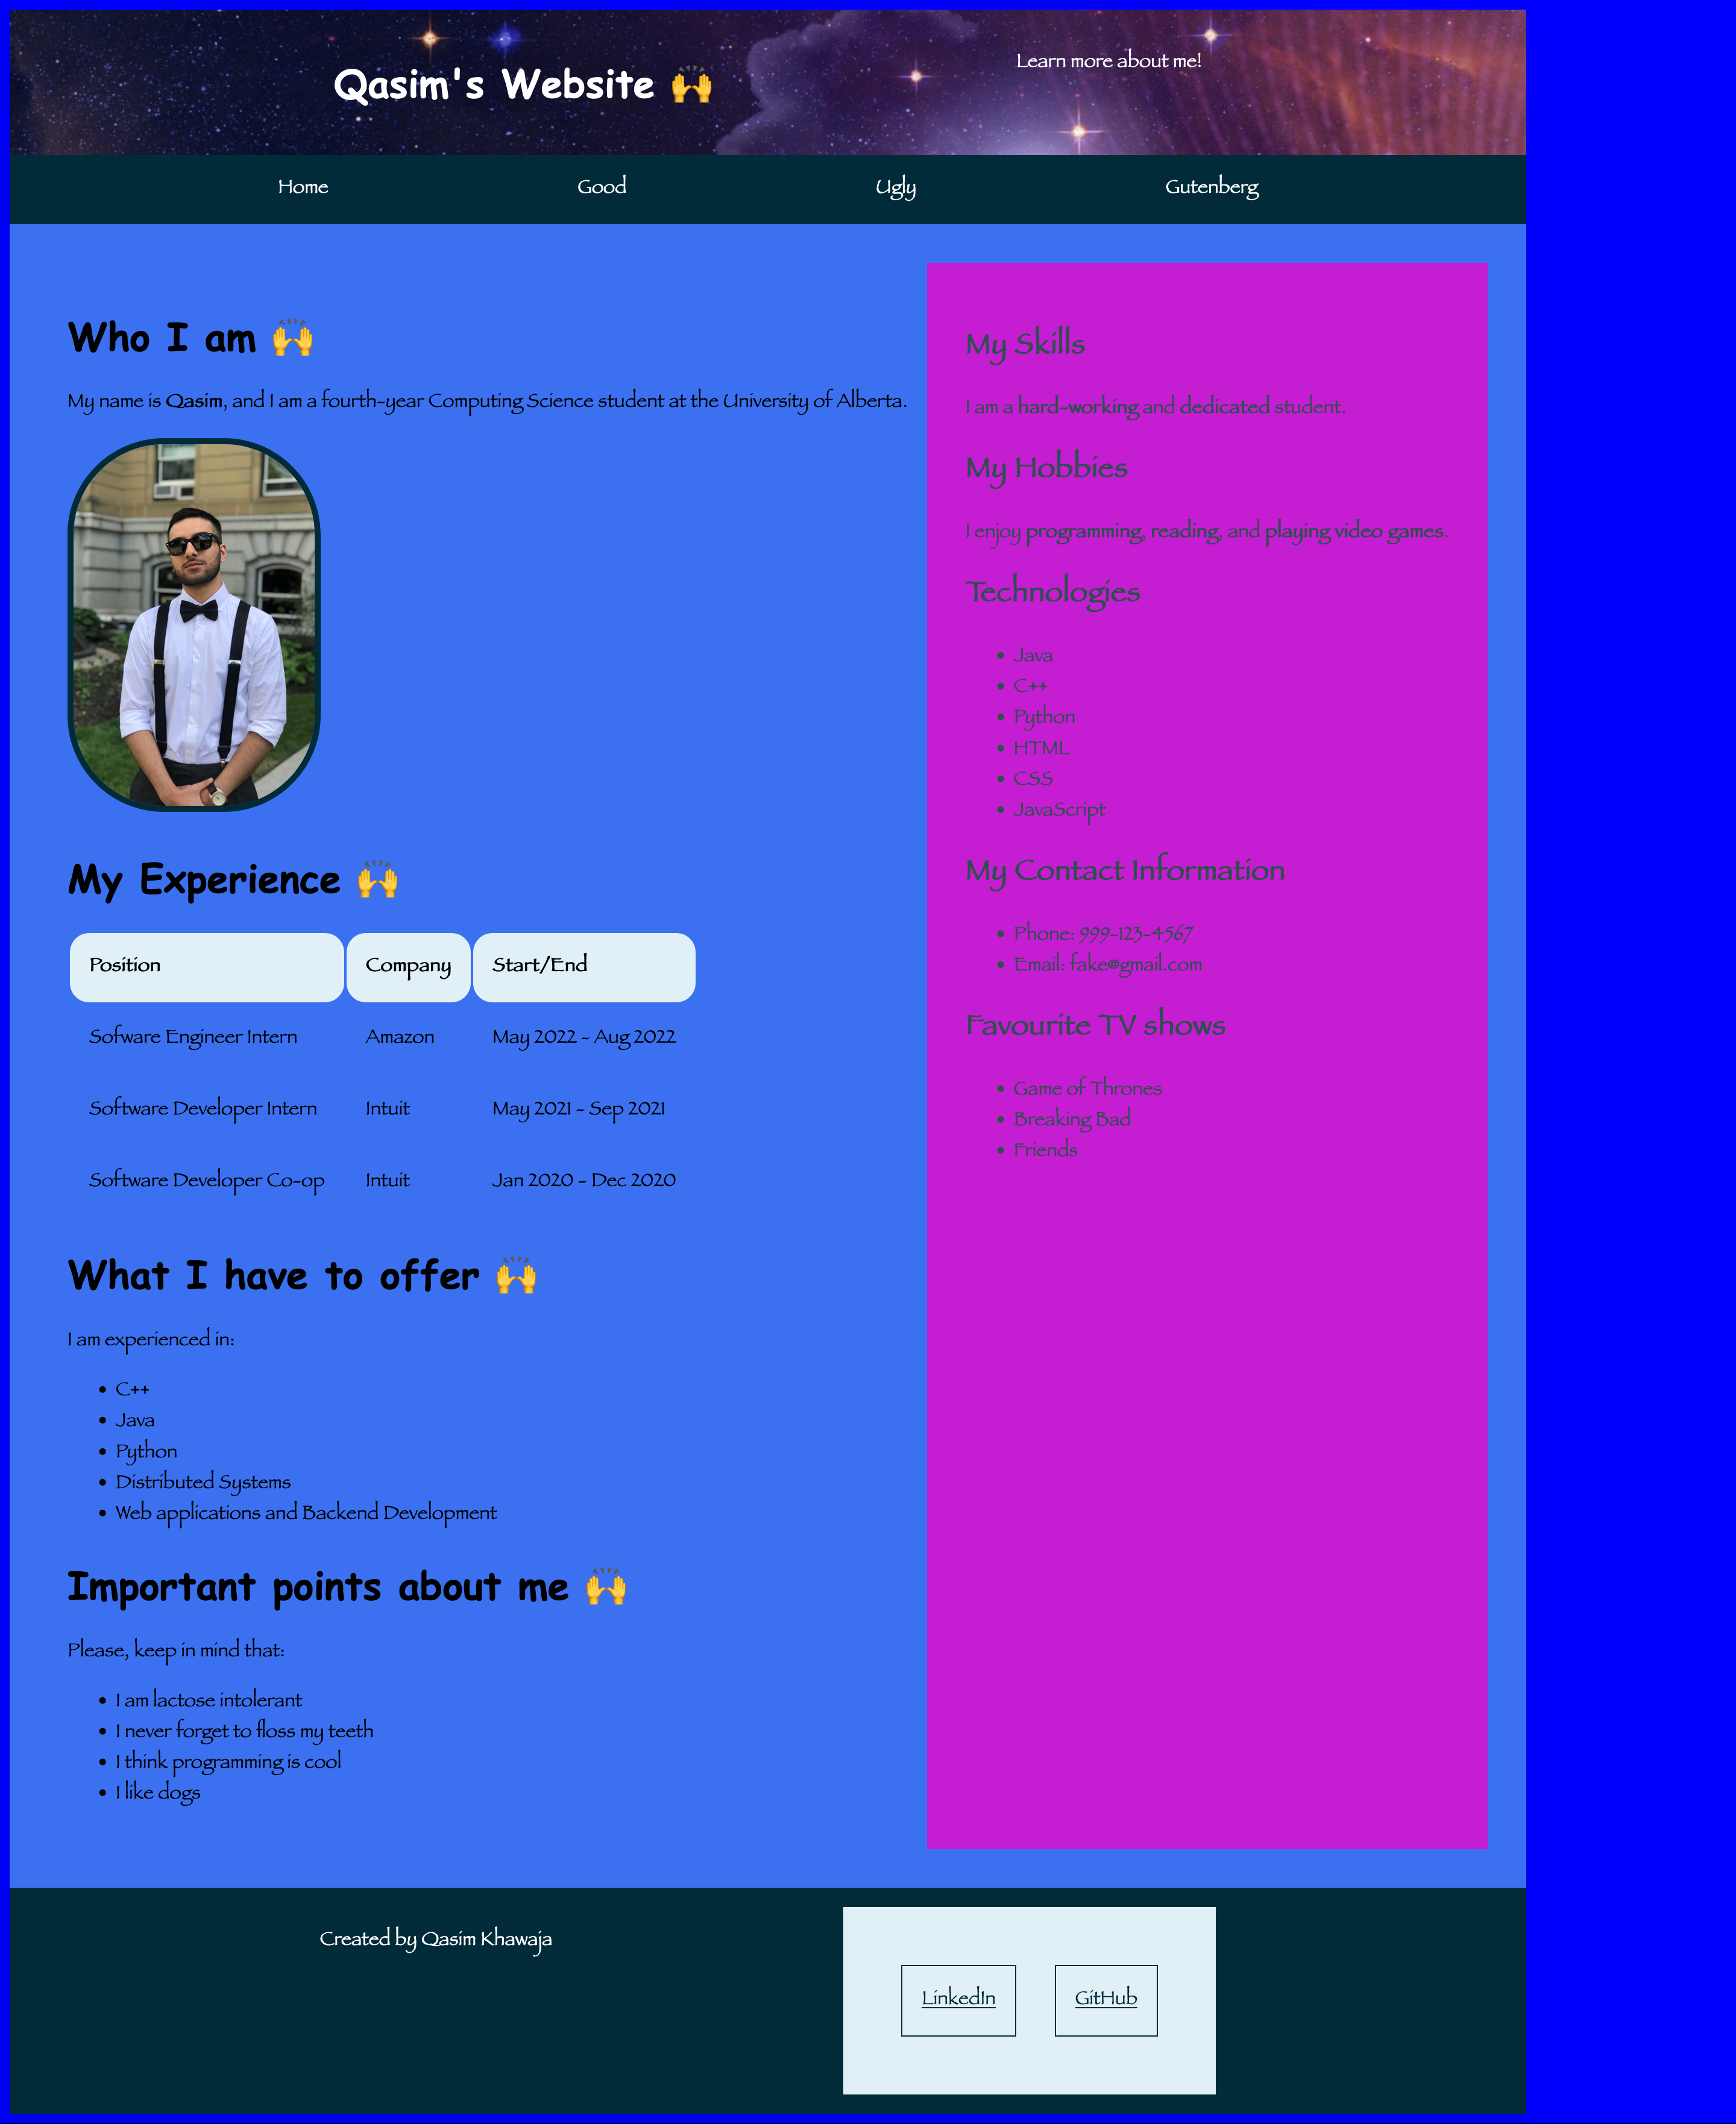 Qasim's Website 🙌
Learn more about me!
Home
Good
Ugly
Gutenberg
Who I am 🙌
My name is Qasim, and I am a fourth-year Computing Science student at the University of Alberta.
My Experience 🙌
Position Company Start/End
Sofware Engineer Intern Amazon May 2022 - Aug 2022
Software Developer Intern Intuit May 2021 - Sep 2021
Software Developer Co-op Intuit Jan 2020 - Dec 2020
What I have to offer 🙌
I am experienced in:
• C++
• Java
• Python
• Distributed Systems
• Web applications and Backend Development
Important points about me 🙌
Please, keep in mind that:
• I am lactose intolerant
• I never forget to floss my teeth
• I think programming is cool
• I like dogs
My Skills
I am a hard-working and dedicated student.
My Hobbies
I enjoy programming, reading, and playing video games.
Technologies
• Java
• C++
• Python
• HTML
• CSS
• JavaScript
My Contact Information
• Phone: 999-123-4567
• Email: fake@gmail.com
Favourite TV shows
• Game of Thrones
• Breaking Bad
• Friends
Created by Qasim Khawaja
LinkedIn
GitHub